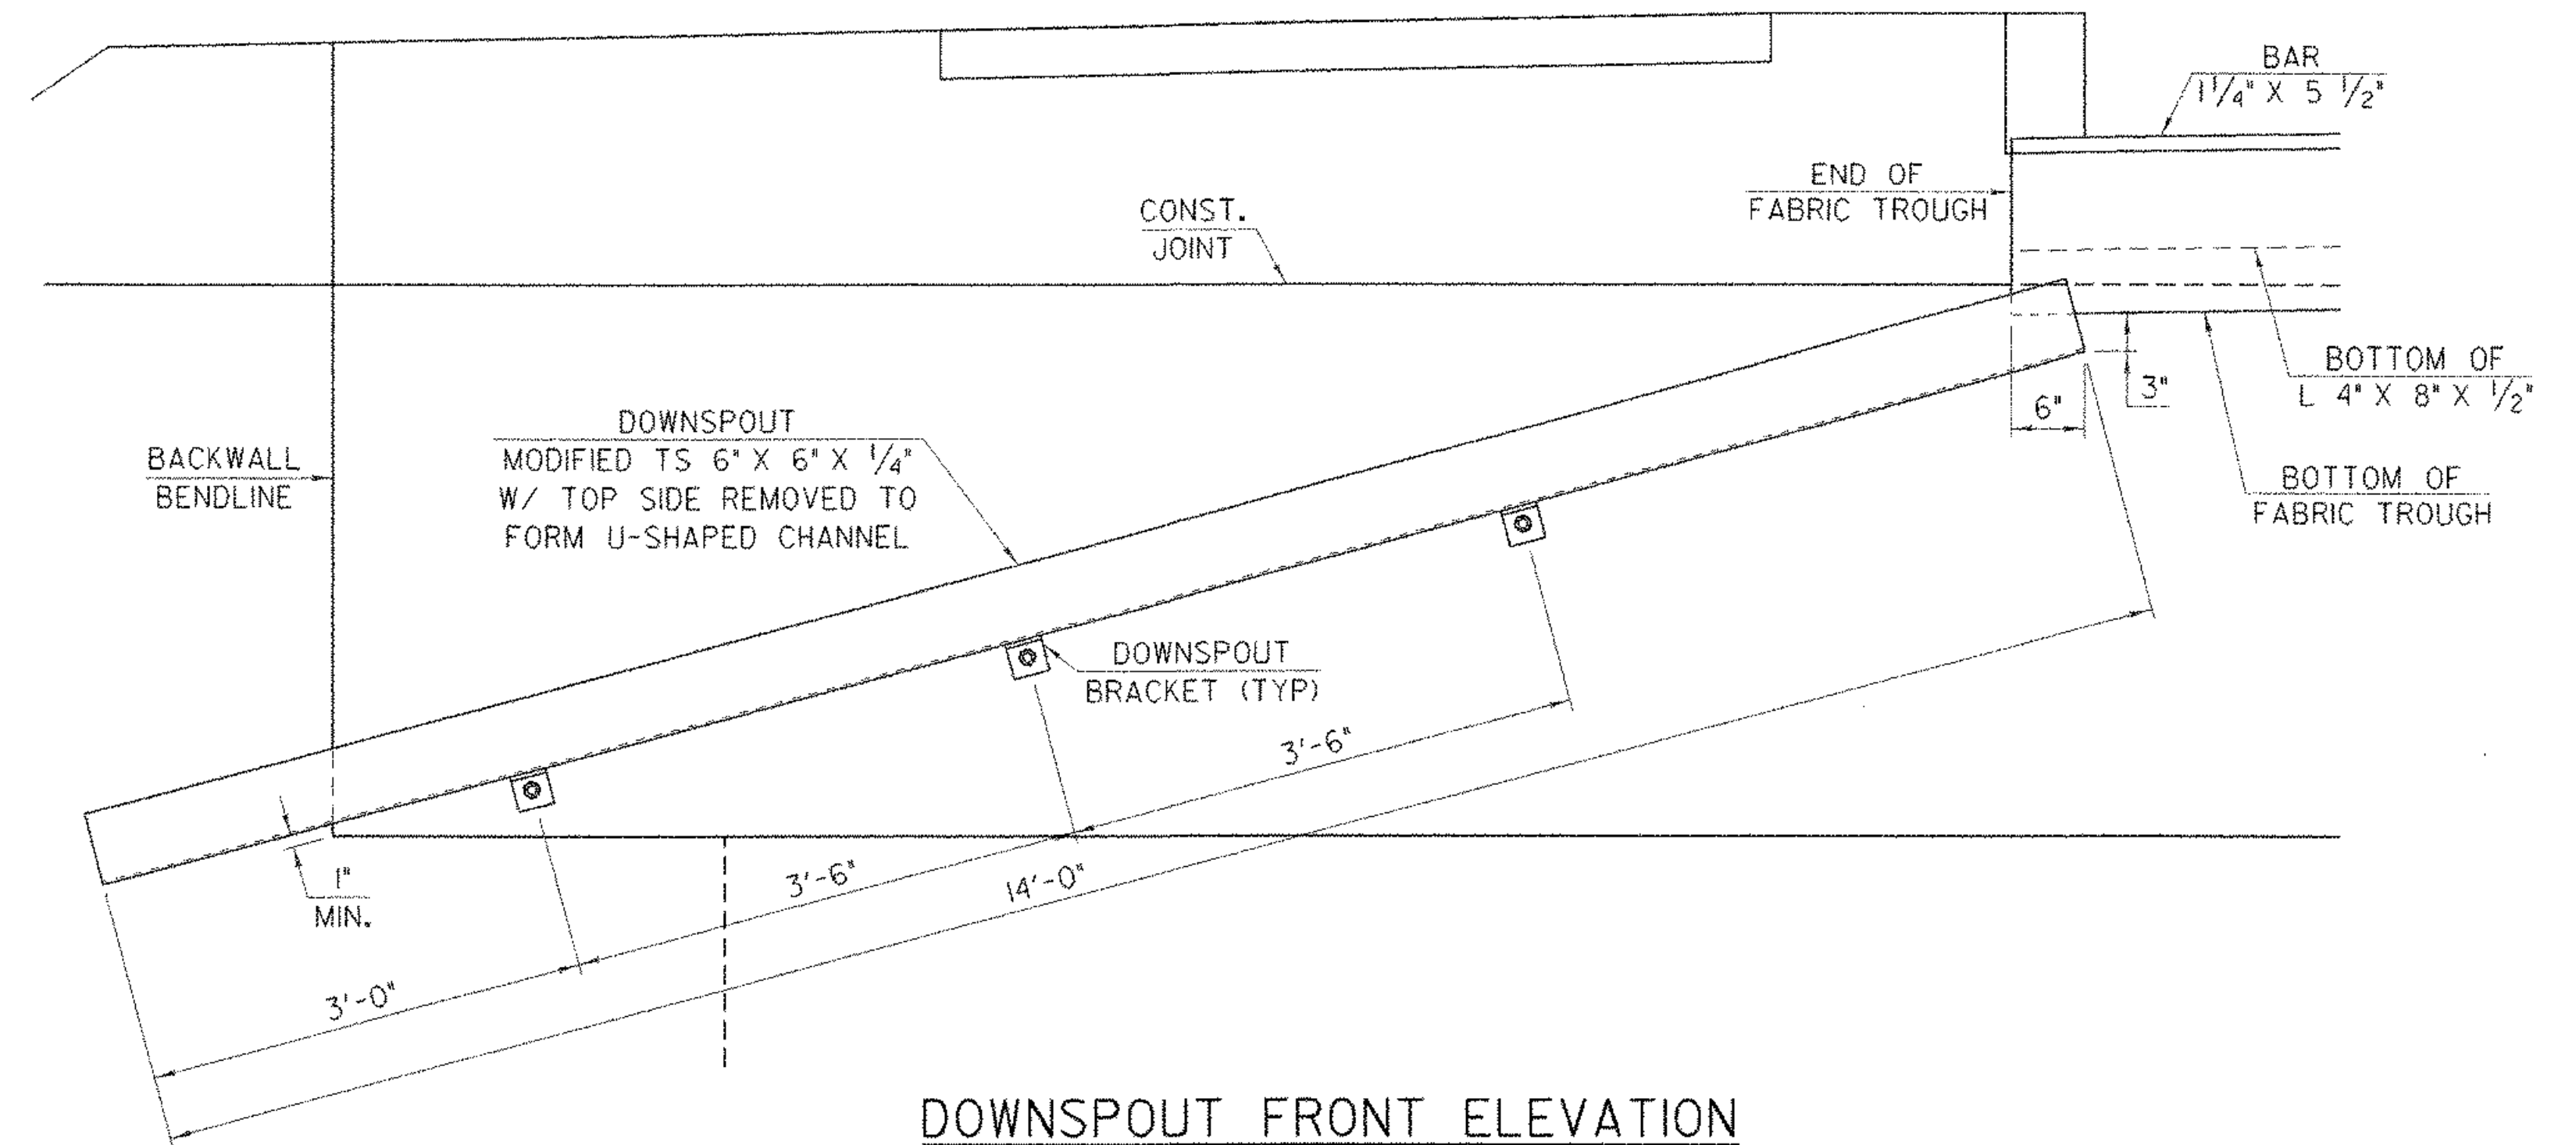 BAR
1 1/4" X 5 1/2"
END OF
FABRIC TROUGH
CONST.
JOINT
BOTTOM OF
L 4" X 8" X 1/2"
3"
6"
DOWNSPOUT
MODIFIED TS 6" X 6" X 1/4"
W/ TOP SIDE REMOVED TO
FORM U-SHAPED CHANNEL
BACKWALL
BENDLINE
BOTTOM OF
FABRIC TROUGH
DOWNSPOUT
BRACKET (TYP)
3'-6"
3'-6"
14'-0"
1"
MIN.
3'-0"
DOWNSPOUT FRONT ELEVATION